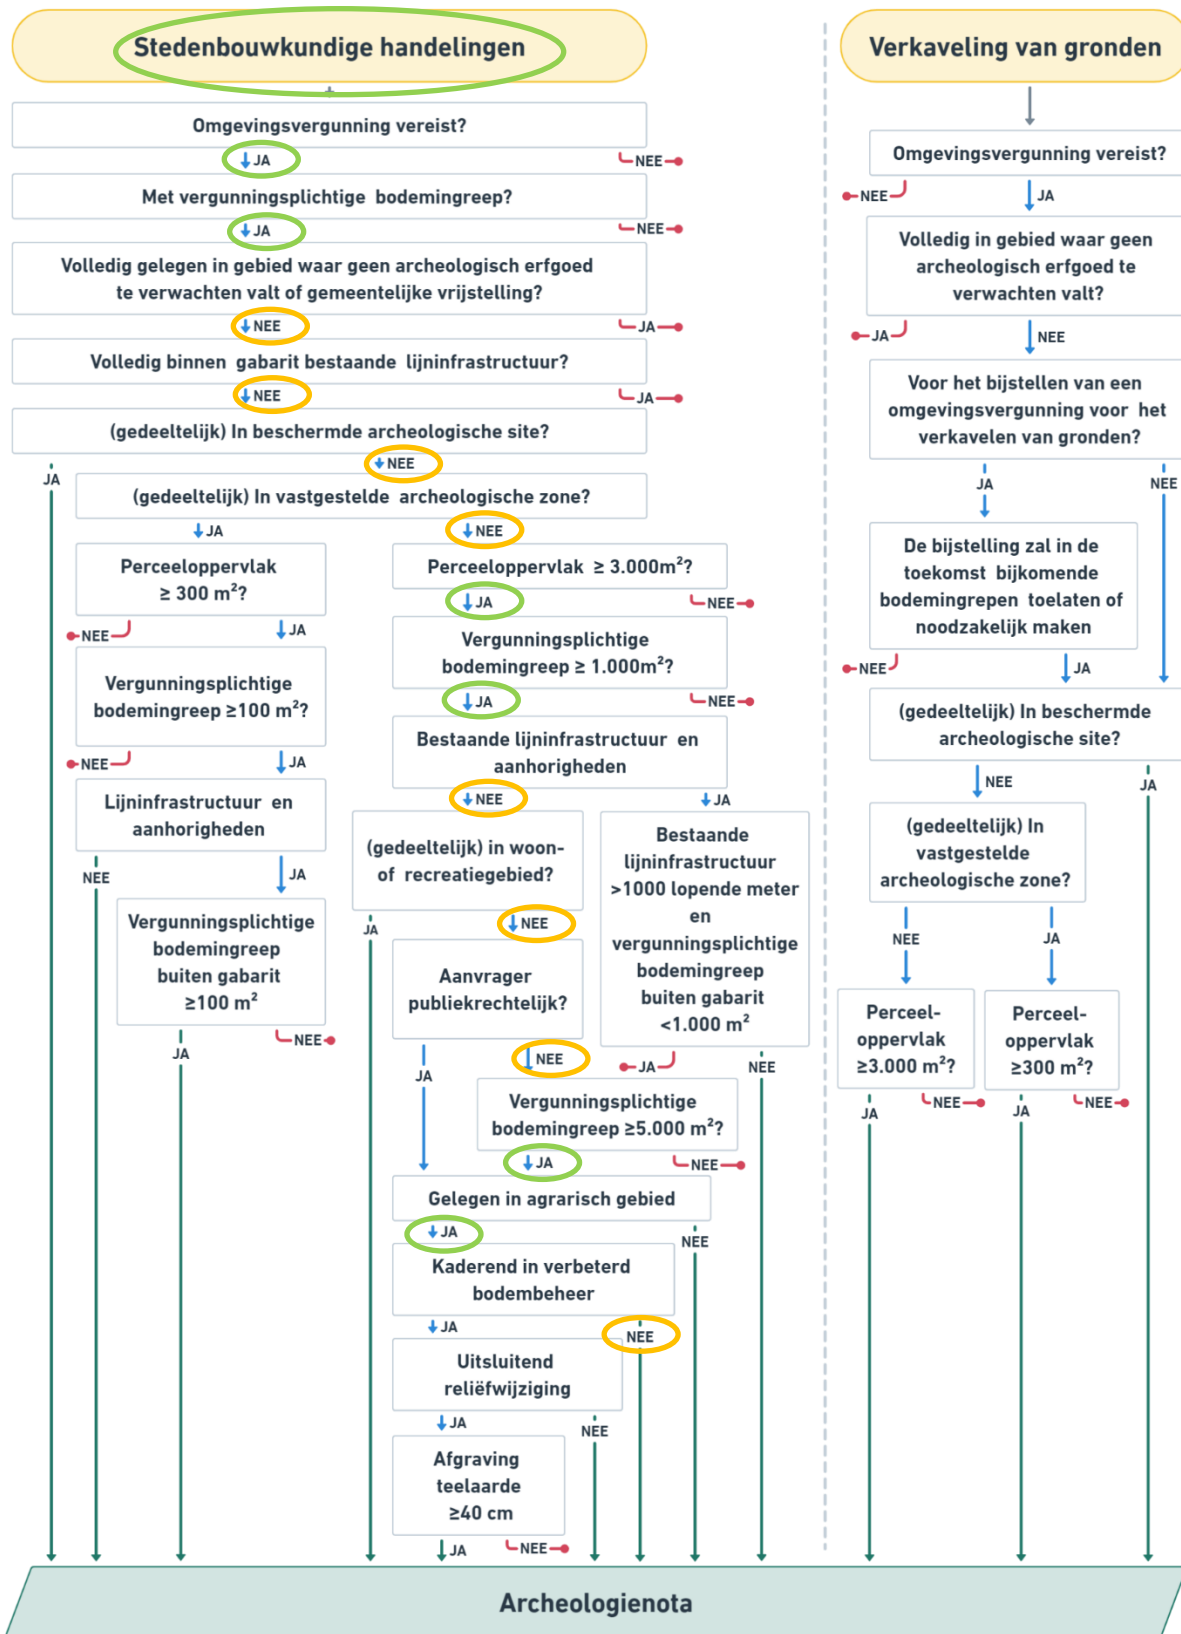 Stedenbouwkundige handelingen
Omgevingsvergunning vereist?
JA
NEE
Met vergunningsplichtige bodemingreep?
JA
NEE
Volledig gelegen in gebied waar geen archeologisch erfgoed
te verwachten valt of gemeentelijke vrijstelling?
NEE
JA
Volledig binnen gabarit bestaande lijninfrastructuur?
NEE
JA
(gedeeltelijk) In beschermde archeologische site?
JA
NEE
(gedeeltelijk) In vastgestelde archeologische zone?
JA
NEE
Perceeloppervlak
≥ 300 m²?
NEE
JA
Vergunningsplichtige
bodemingreep ≥100 m²?
NEE
JA
Lijninfrastructuur en
aanhorigheden
NEE
JA
Vergunningsplichtige
bodemingreep
buiten gabarit
≥100 m²
JA
NEE
Perceeloppervlak ≥ 3.000m²?
JA
NEE
Vergunningsplichtige
bodemingreep ≥ 1.000m²?
JA
NEE
Bestaande lijninfrastructuur en
aanhorigheden
NEE
JA
(gedeeltelijk) in woon-
of recreatiegebied?
JA
NEE
Bestaande
lijninfrastructuur
>1000 lopende meter
en
vergunningsplichtige
bodemingreep
buiten gabarit
<1.000 m²
JA
NEE
Aanvrager
publiekrechtelijk?
JA
NEE
Vergunningsplichtige
bodemingreep ≥5.000 m²?
JA
NEE
Gelegen in agrarisch gebied
JA
NEE
Kaderend in verbeterd
bodembeheer
JA
NEE
Uitsluitend
reliëfwijziging
JA
NEE
Afgraving
teelaarde
≥40 cm
JA
NEE
Verkaveling van gronden
Omgevingsvergunning vereist?
NEE
JA
Volledig in gebied waar geen
archeologisch erfgoed te
verwachten valt?
JA
NEE
Voor het bijstellen van een
omgevingsvergunning voor het
verkavelen van gronden?
JA
NEE
De bijstelling zal in de
toekomst bijkomende
bodemingrepen toelaten of
noodzakelijk maken
NEE
JA
(gedeeltelijk) In beschermde
archeologische site?
NEE
JA
(gedeeltelijk) In
vastgestelde
archeologische zone?
NEE
JA
Perceel-
oppervlak
≥3.000 m²?
JA
NEE
Perceel-
oppervlak
≥300 m²?
JA
NEE
Archeologienota